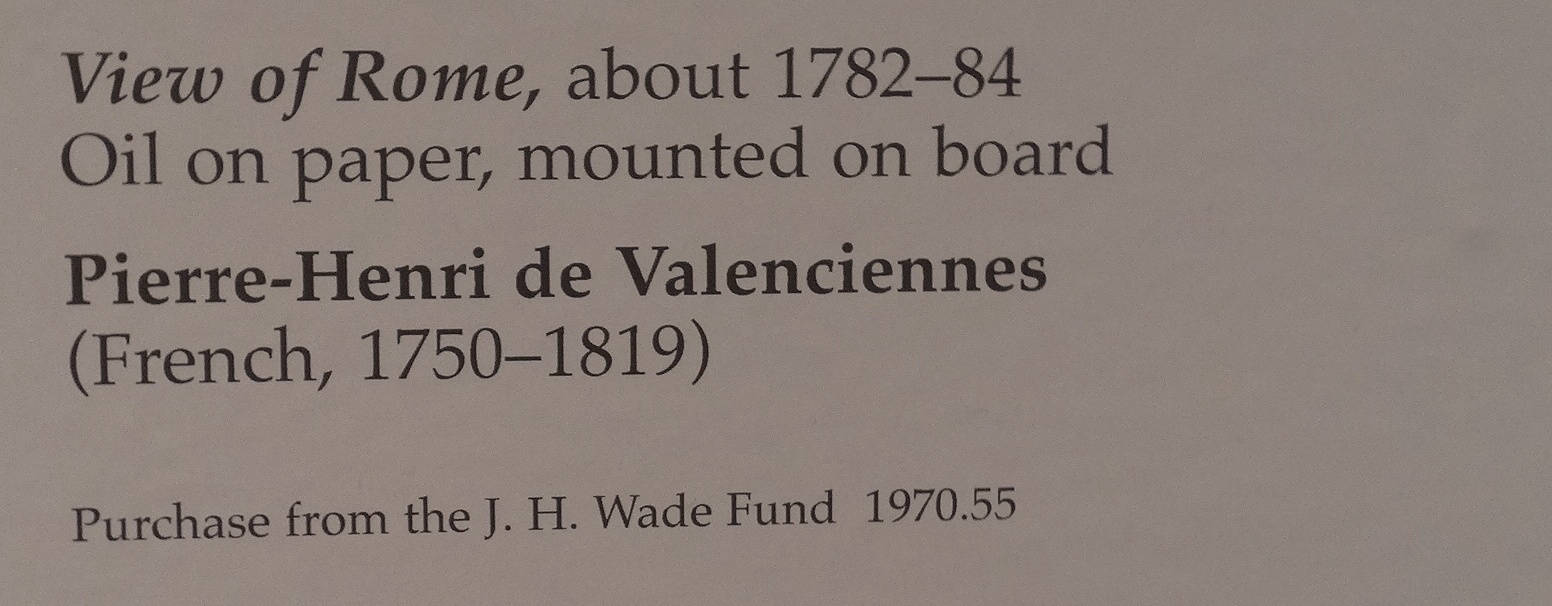 View of Rome, about 1782–84
Oil on paper, mounted on board
Pierre-Henri de Valenciennes
(French, 1750–1819)
Purchase from the J. H. Wade Fund 1970.55